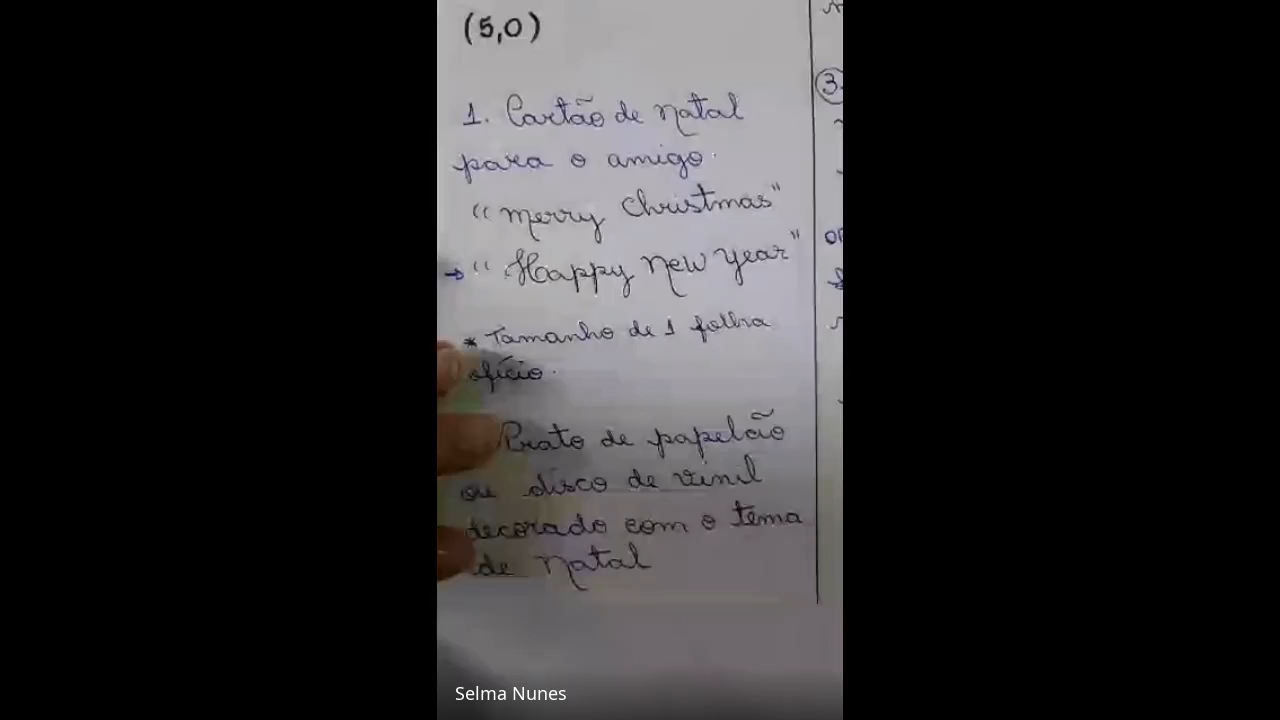 (5,0)
1. Cartão de natal
para o amigo.
"Merry Christmas"
→ "Happy New Year"
* Tamanho de 1 folha
ofício.
Prato de papelão
ou disco de vinil
decorado com o tema
de Natal
3
Selma Nunes